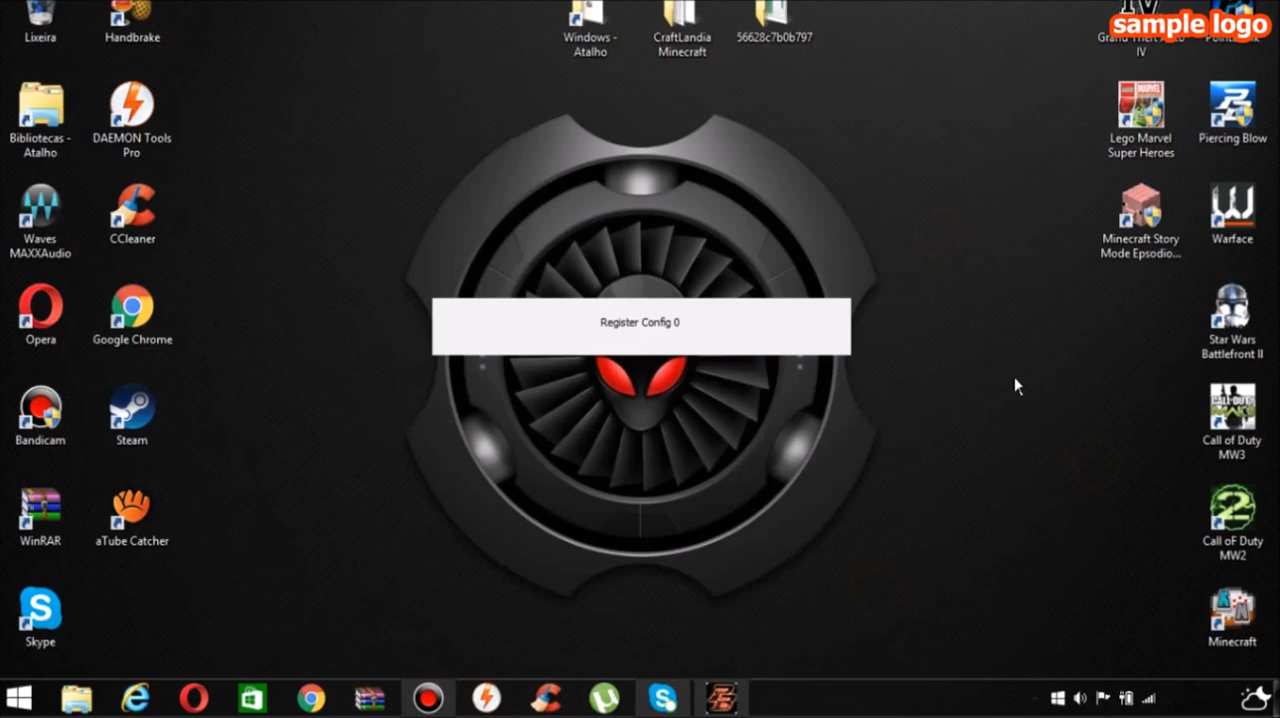 sample logo
Lixeira
Handbrake
Windows -
Atalho
CraftLandia
Minecraft
56628c7b0b797
IV
Bibliotecas -
Atalho
DAEMON Tools
Pro
Lego Marvel
Super Heroes
Piercing Blow
Waves
MAXXAudio
CCleaner
Minecraft Story
Mode Epsodio...
Warface
Register Config 0
Opera
Google Chrome
Star Wars
Battlefront II
Bandicam
Steam
Call of Duty
MW3
WinRAR
aTube Catcher
Call oF Duty
MW2
Skype
Minecraft